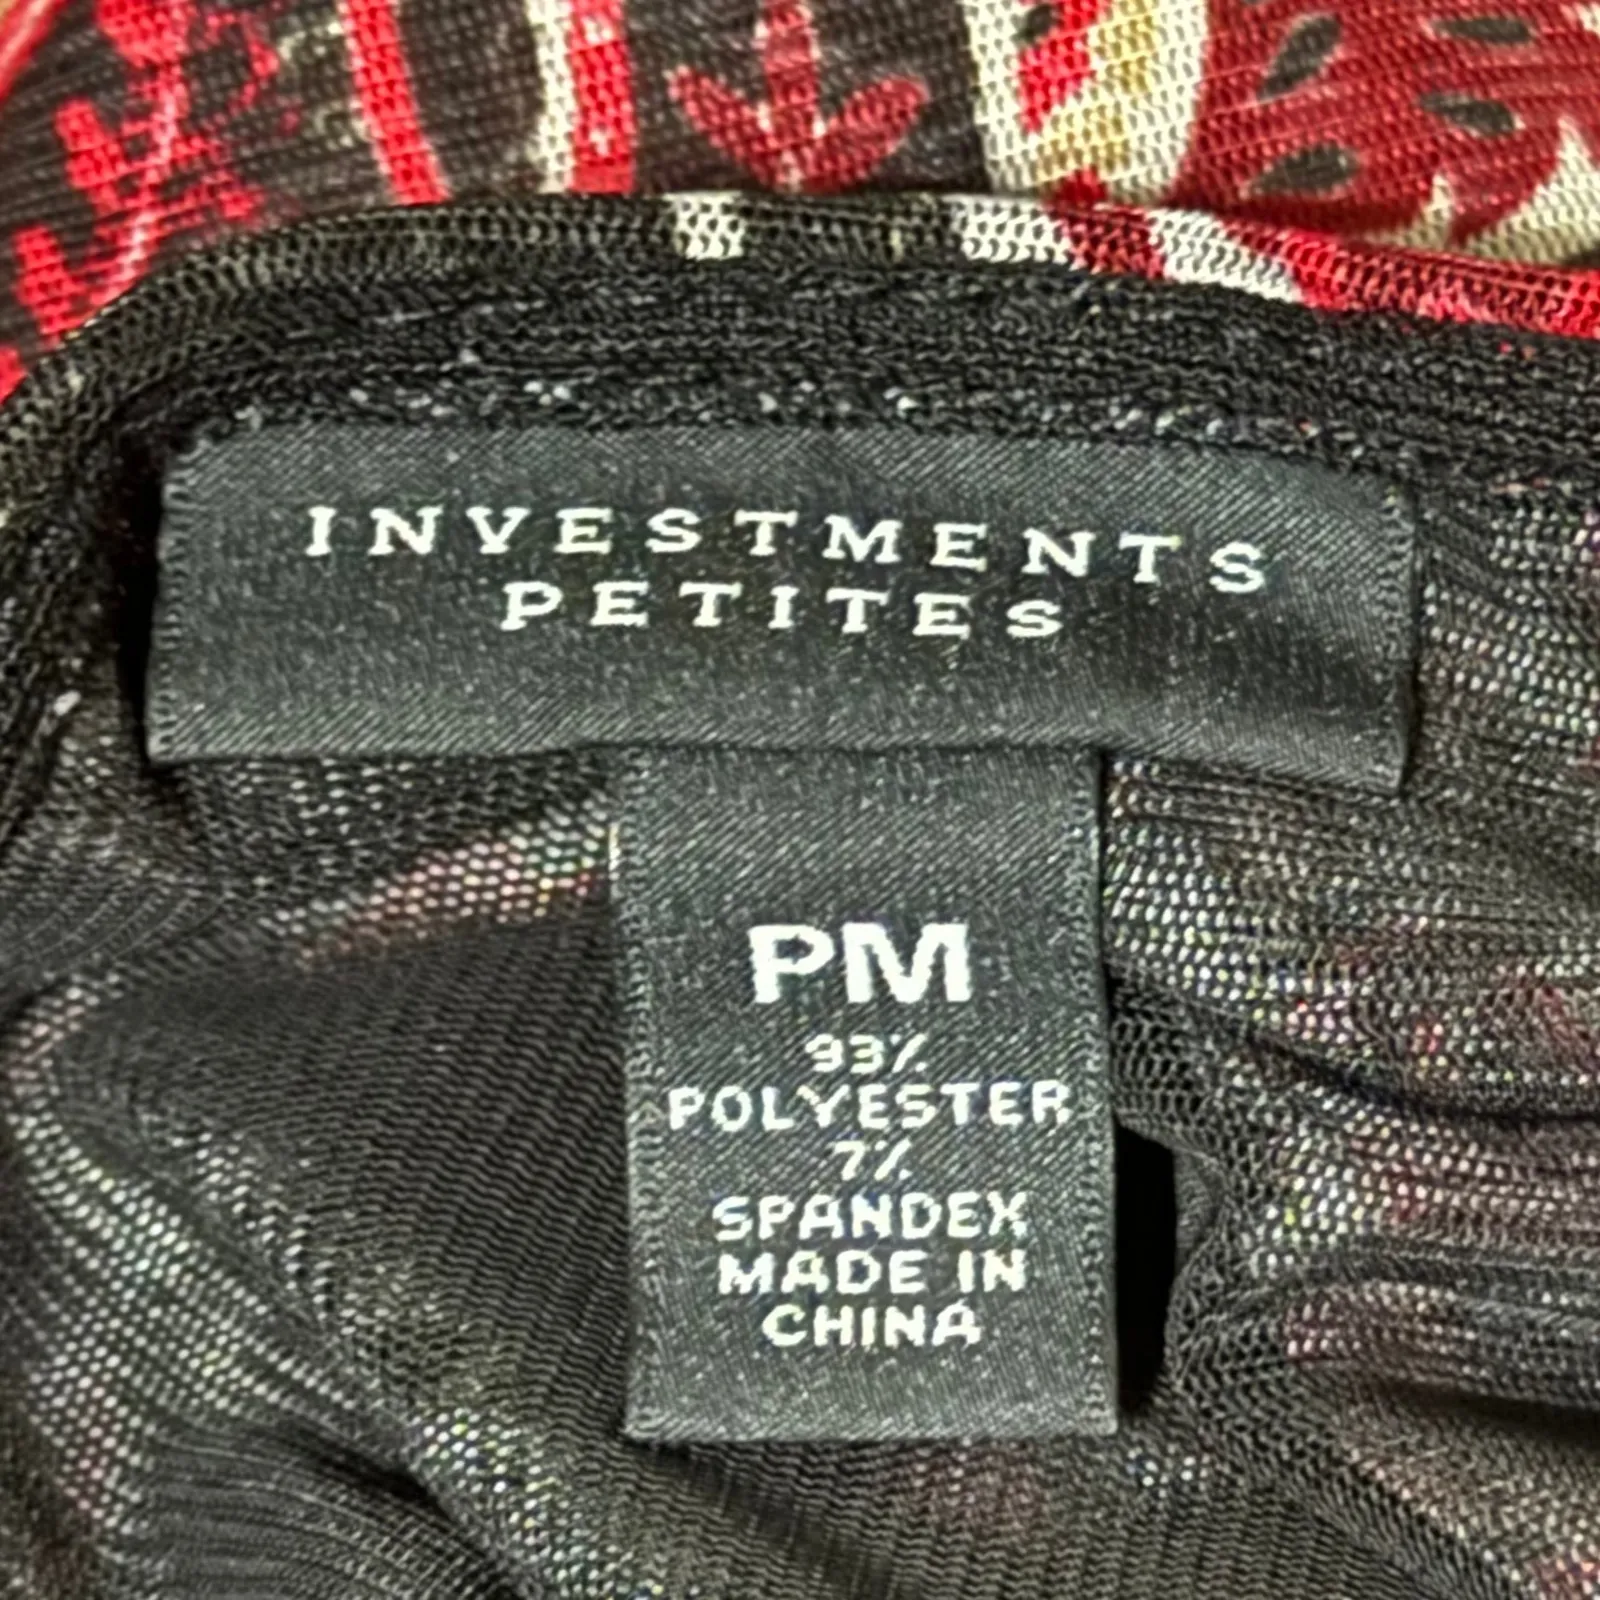 INVESTMENTS
PETITES
PM
93%
POLYESTER
7%
SPANDEX
MADE IN
CHINA